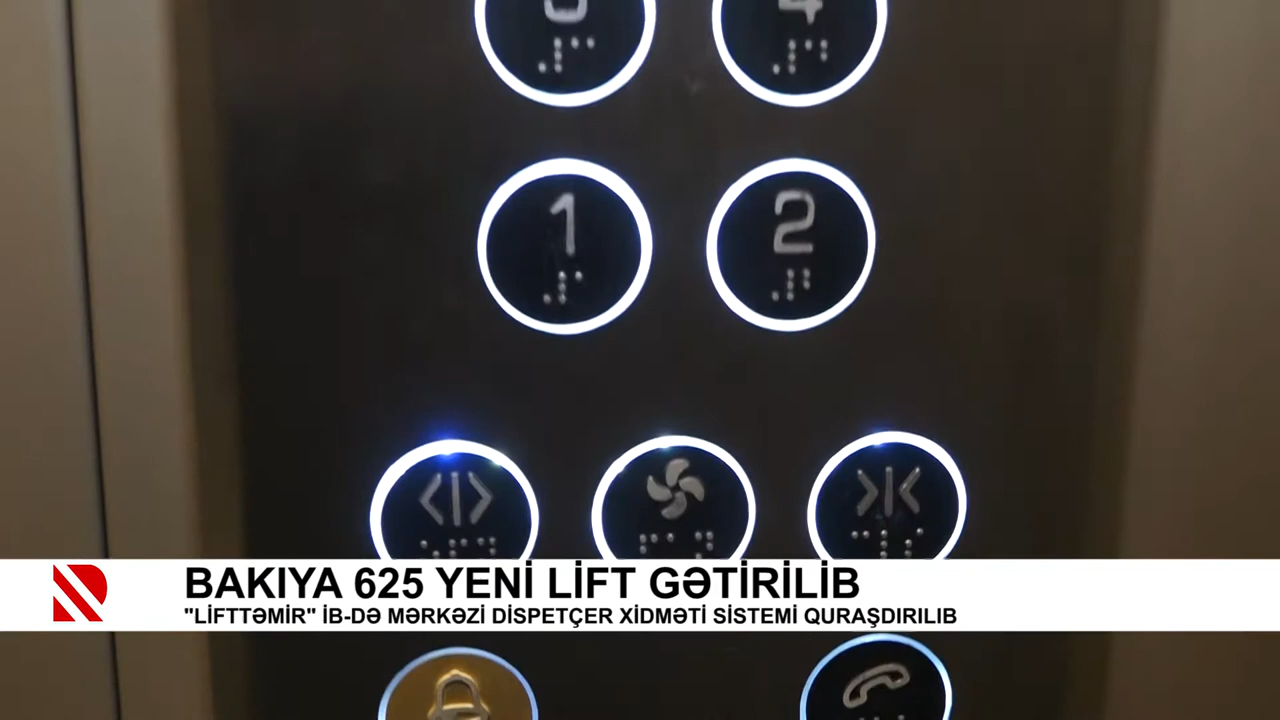 3 4
1 2
BAKIYA 625 YENİ LİFT GƏTİRİLİB
"LİFTTƏMİR" İB-DƏ MƏRKƏZİ DİSPETÇER XİDMƏTİ SİSTEMİ QURAŞDIRILIB